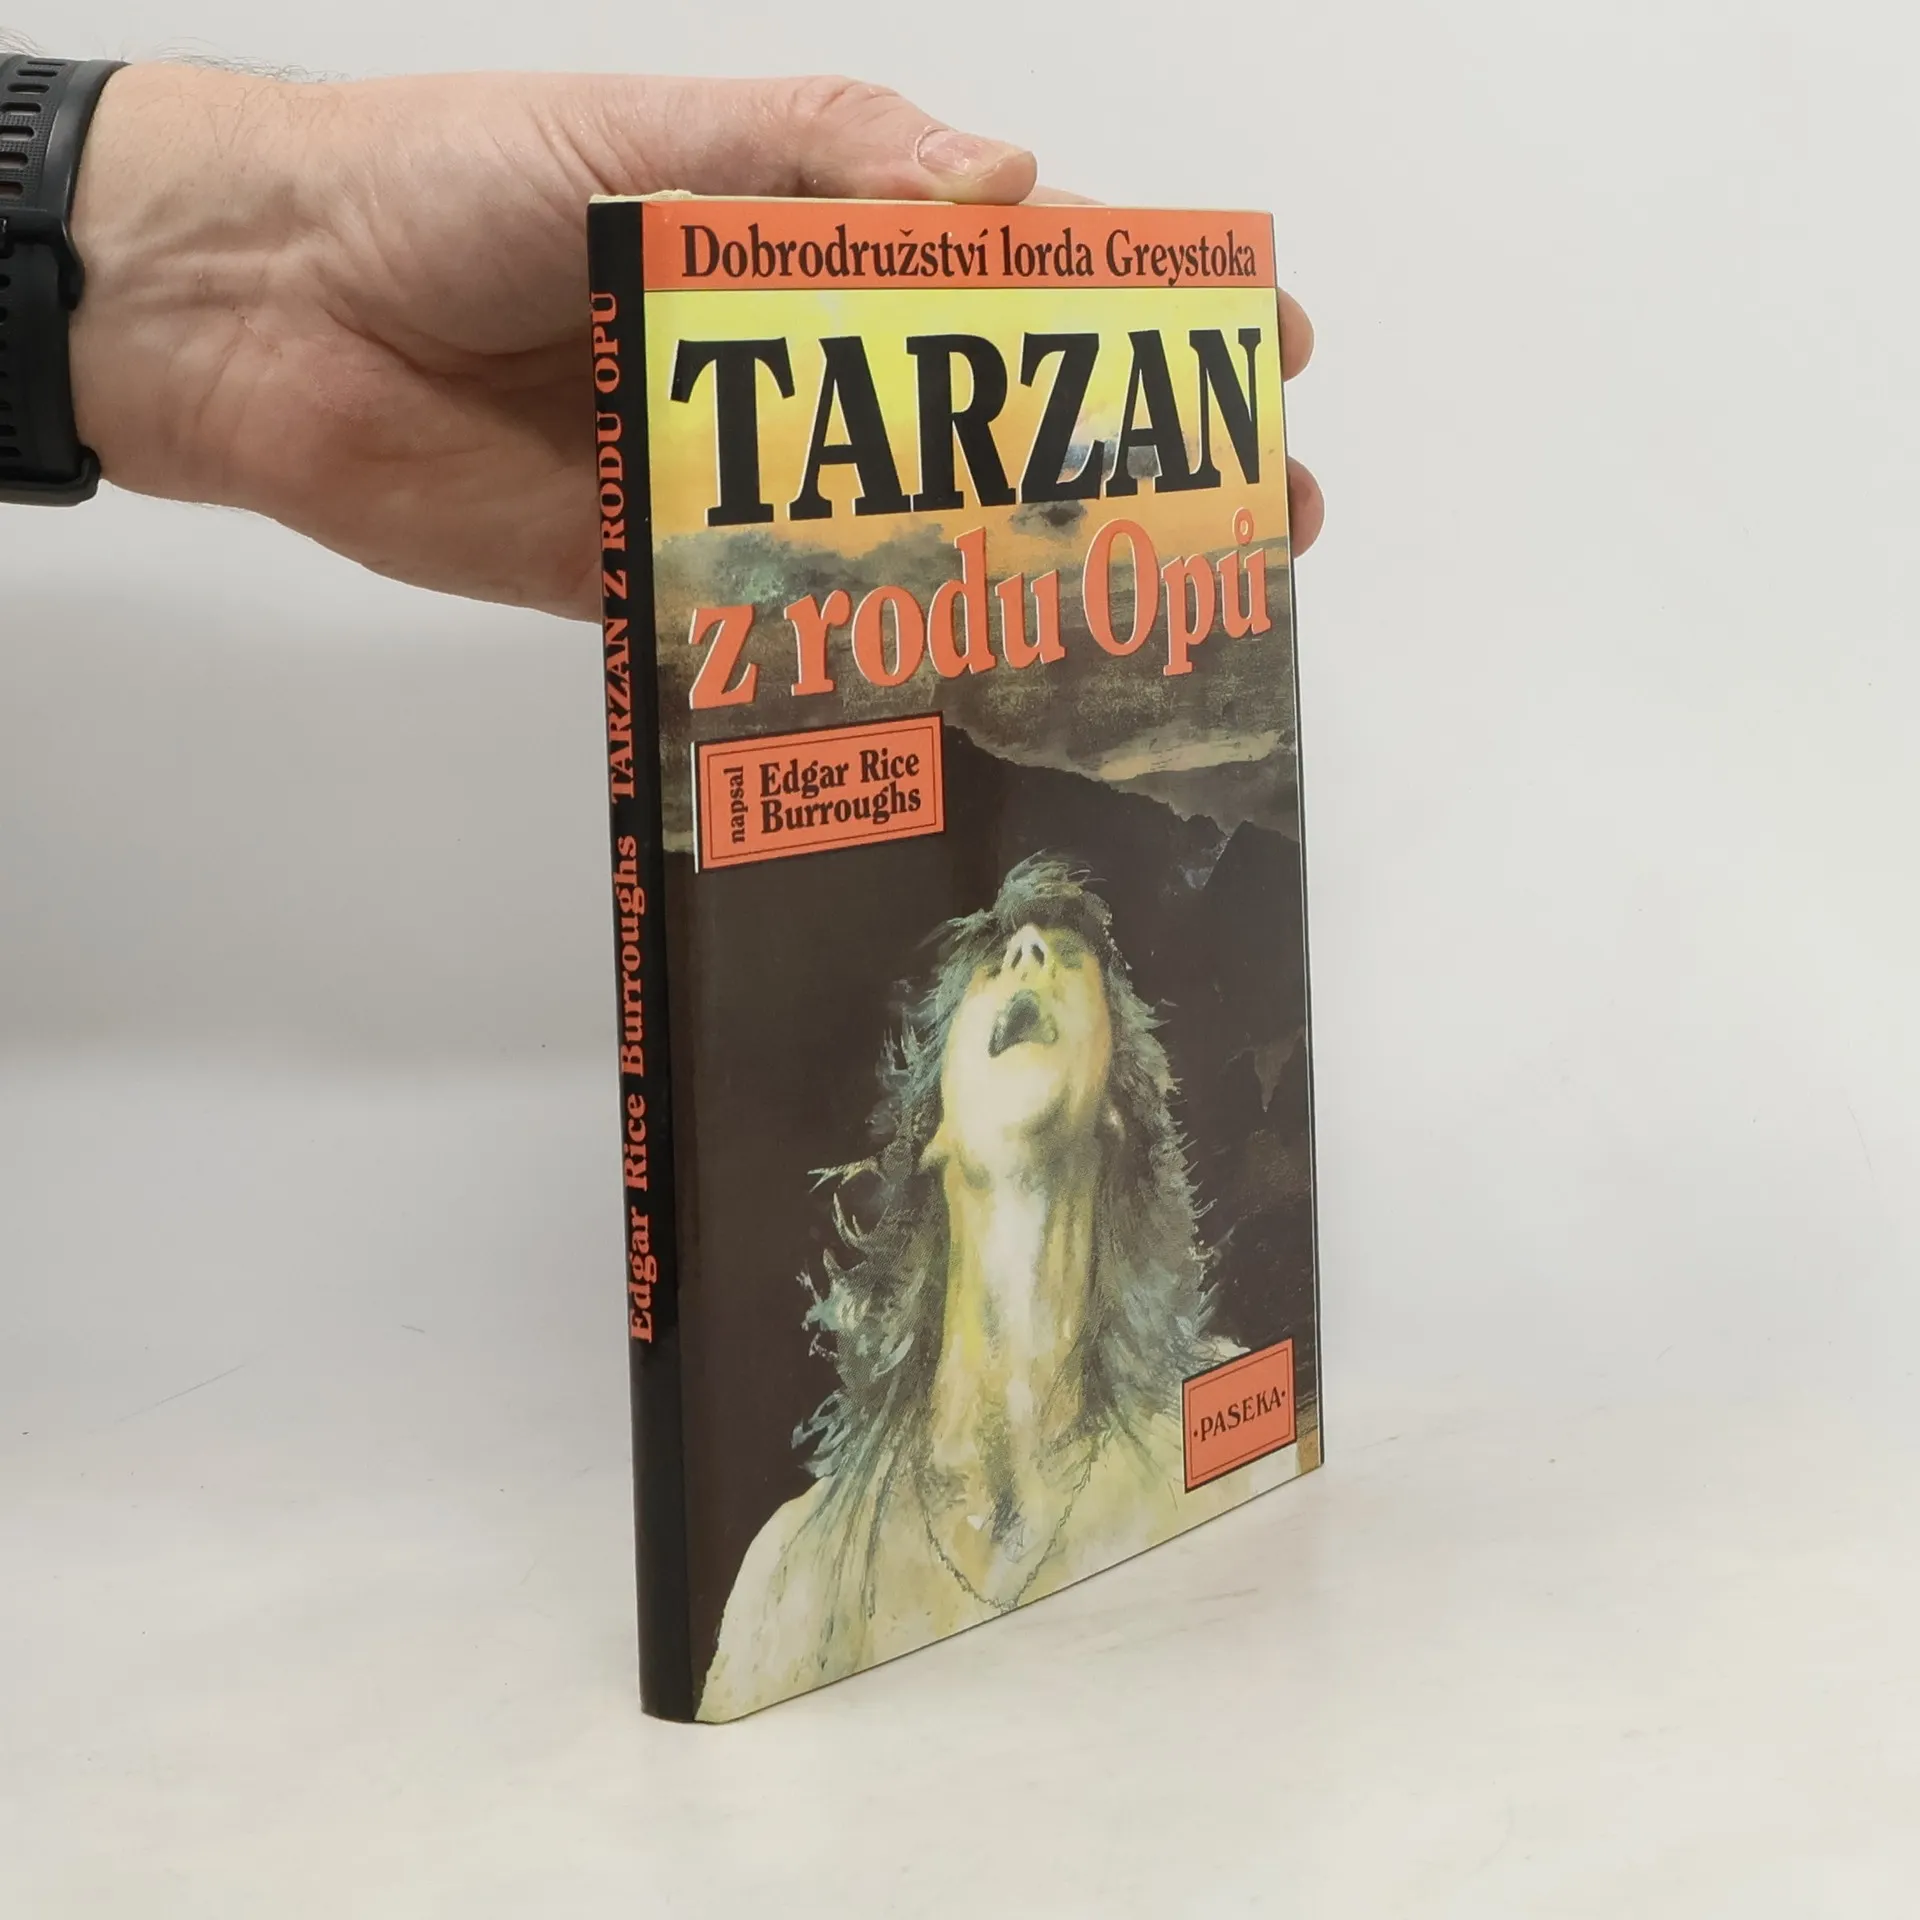 Dobrodružství lorda Greystoka
TARZAN
z rodu Opů
napsal
Edgar Rice
Burroughs
·PASEKA·
Edgar Rice Burroughs TARZAN Z RODU OPŮ